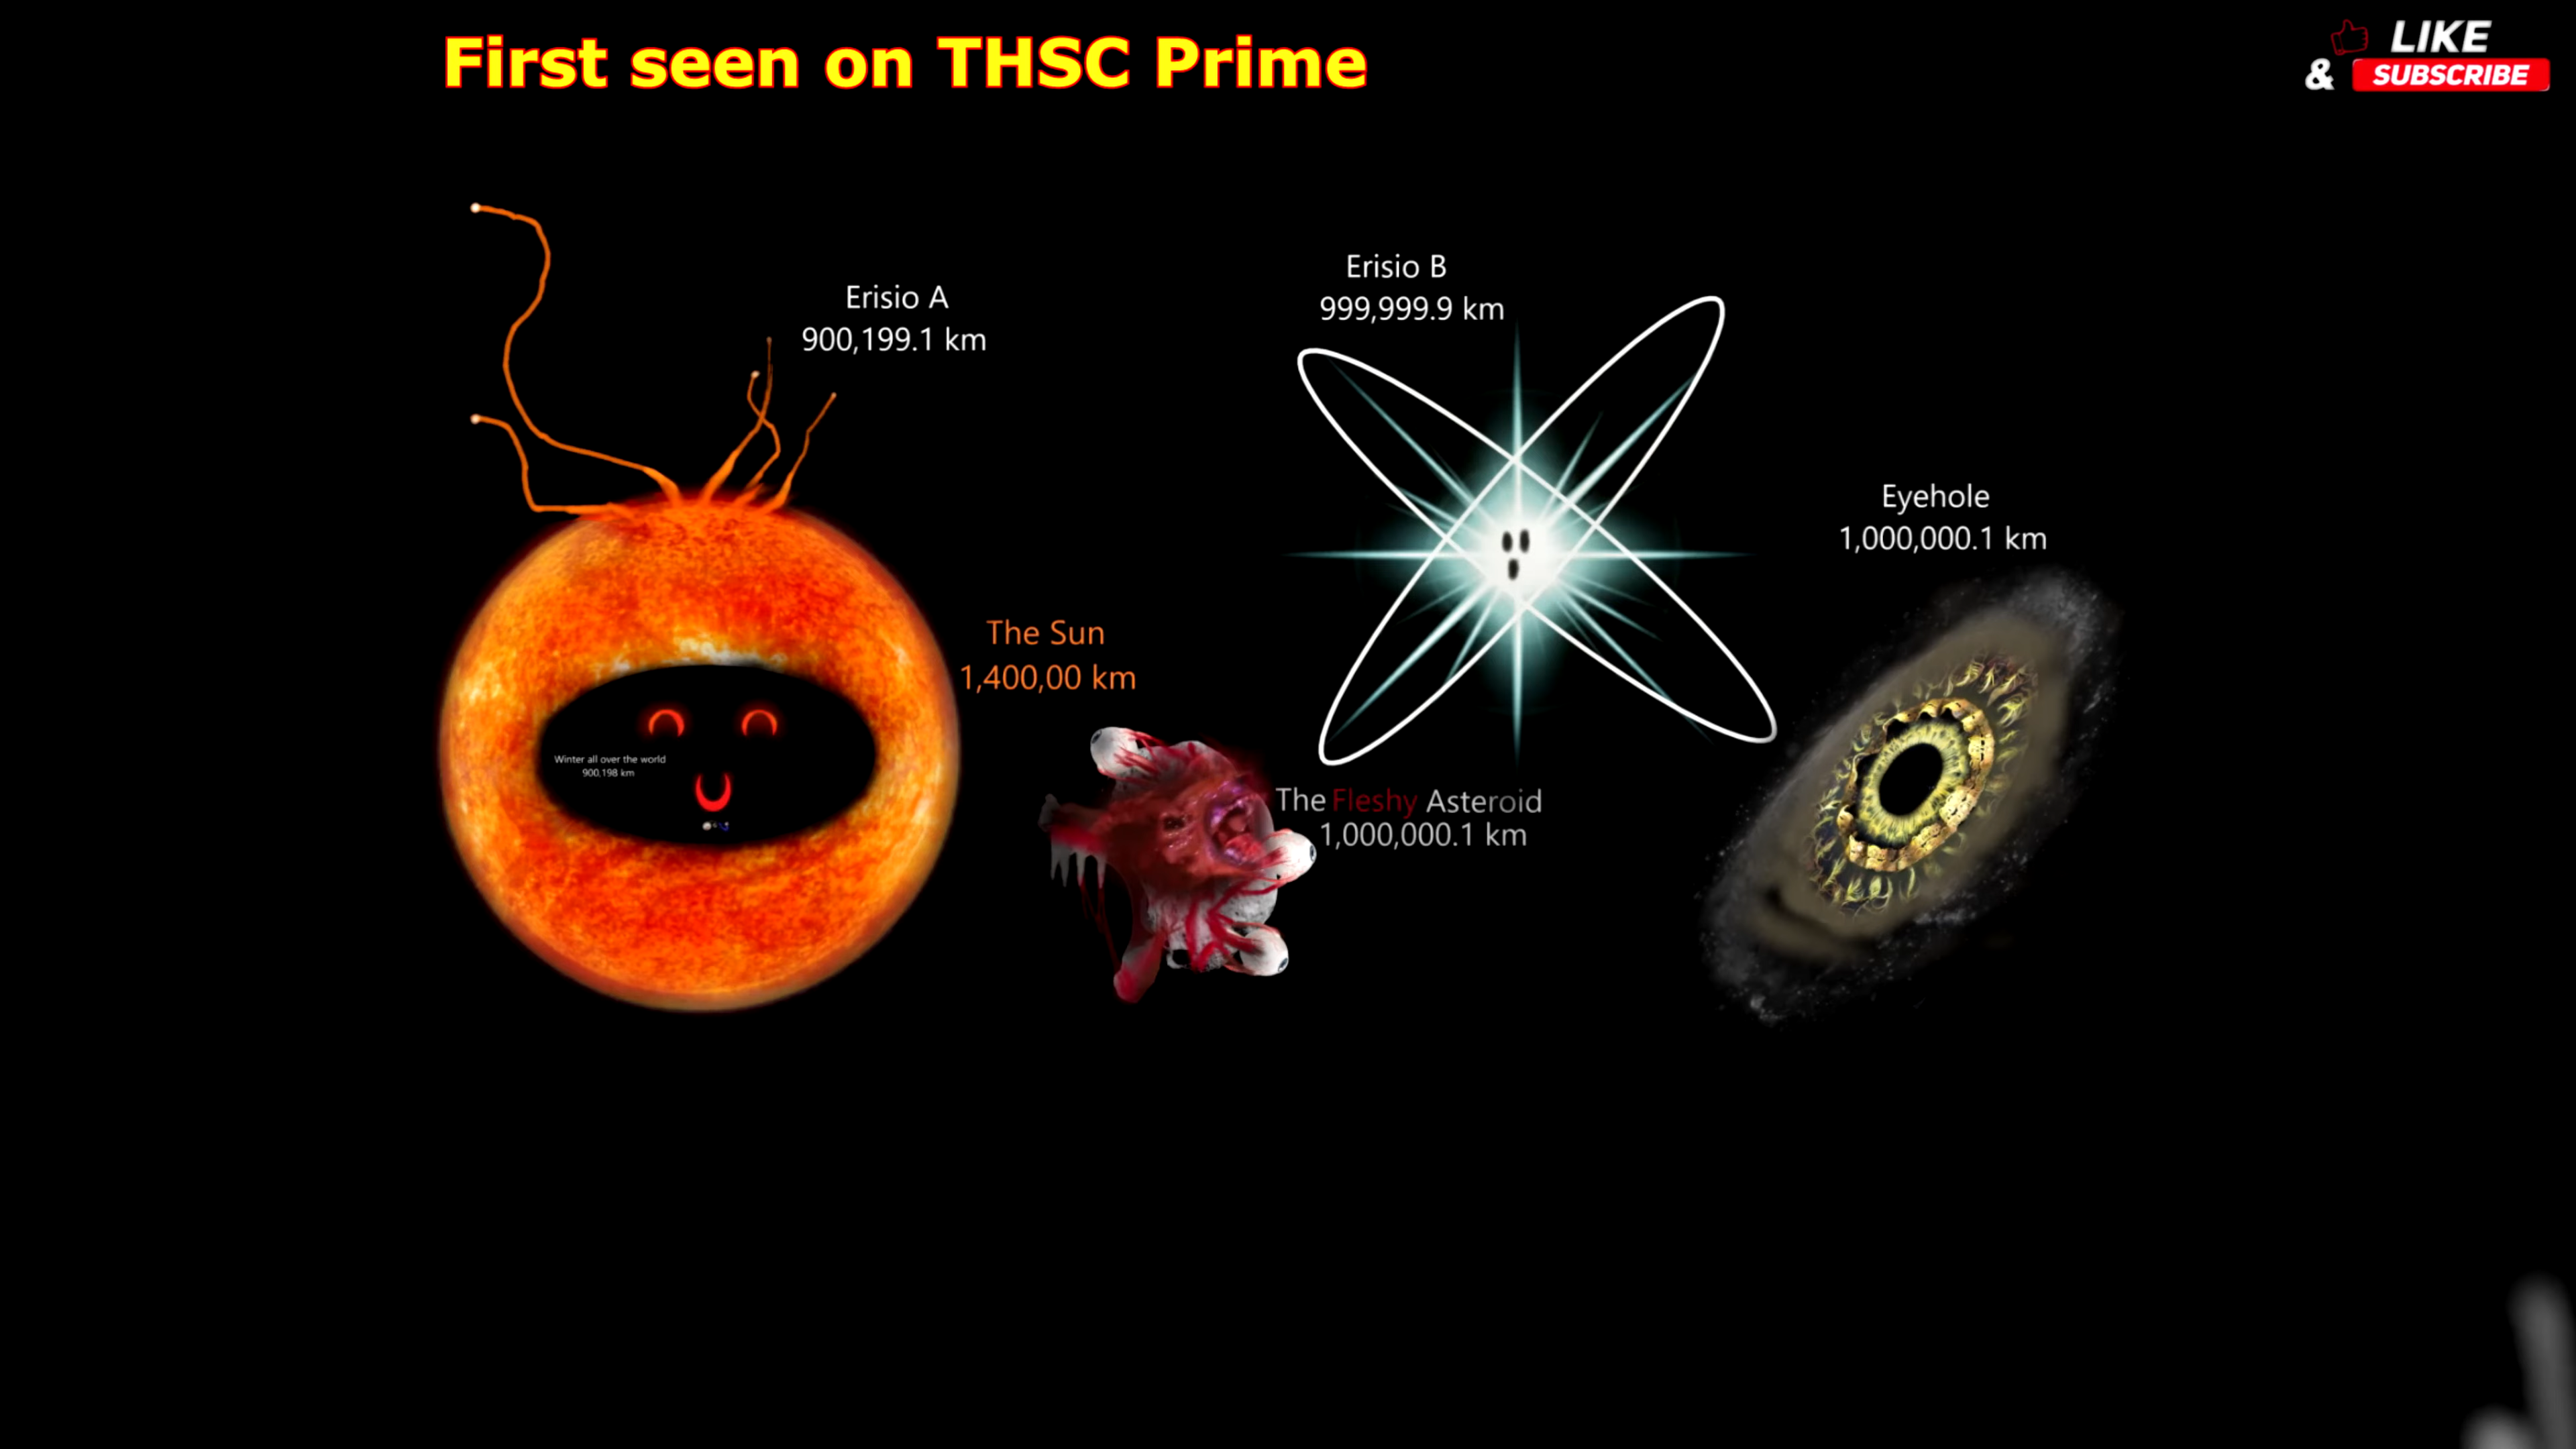 First seen on THSC Prime
LIKE
& SUBSCRIBE
Erisio A
900,199.1 km
Erisio B
999,999.9 km
Eyehole
1,000,000.1 km
The Sun
1,400,00 km
Winter all over the world
900,198 km
The Fleshy Asteroid
1,000,000.1 km